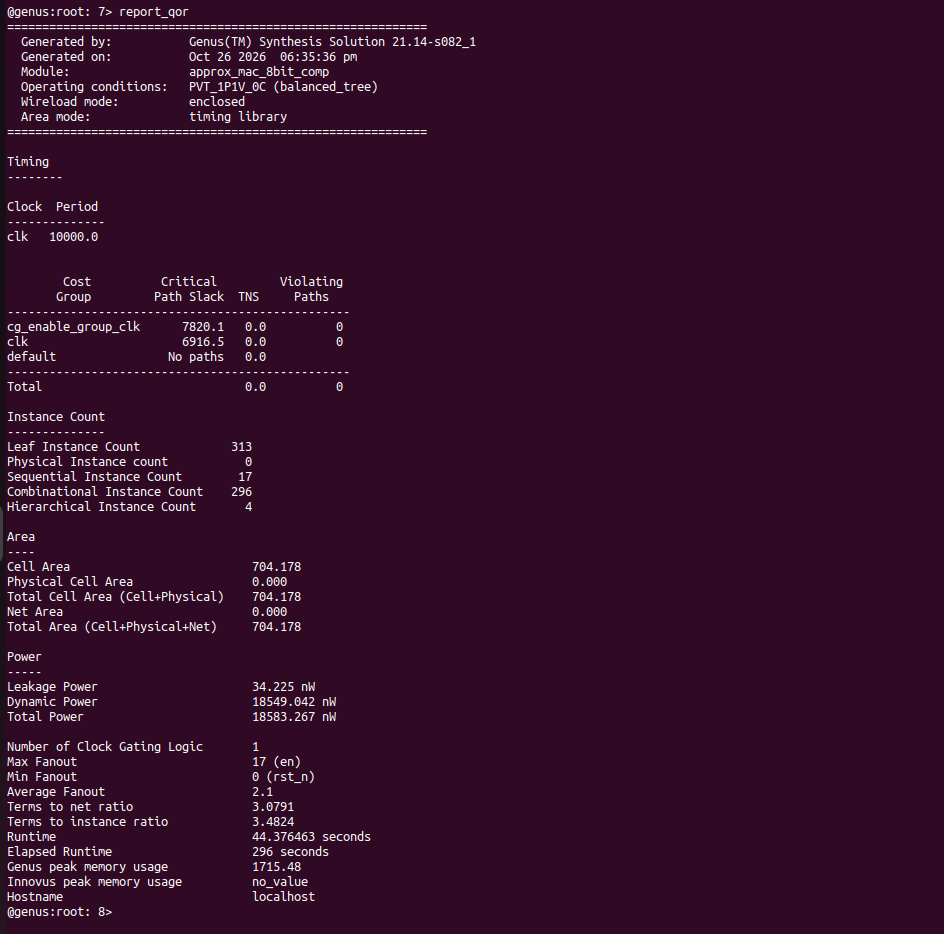 @genus:root: 7> report_qor
============================================================
  Generated by:           Genus(TM) Synthesis Solution 21.14-s082_1
  Generated on:           Oct 26 2026  06:35:36 pm
  Module:                 approx_mac_8bit_comp
  Operating conditions:   PVT_1P1V_0C (balanced_tree)
  Wireload mode:          enclosed
  Area mode:              timing library
============================================================

Timing
--------

Clock  Period
--------------
clk   10000.0


        Cost          Critical         Violating
       Group         Path Slack  TNS     Paths
-------------------------------------------------
cg_enable_group_clk      7820.1   0.0          0
clk                      6916.5   0.0          0
default                No paths   0.0
-------------------------------------------------
Total                             0.0          0

Instance Count
--------------
Leaf Instance Count             313
Physical Instance count           0
Sequential Instance Count        17
Combinational Instance Count    296
Hierarchical Instance Count       4

Area
----
Cell Area                          704.178
Physical Cell Area                 0.000
Total Cell Area (Cell+Physical)    704.178
Net Area                           0.000
Total Area (Cell+Physical+Net)     704.178

Power
-----
Leakage Power                      34.225 nW
Dynamic Power                      18549.042 nW
Total Power                        18583.267 nW

Number of Clock Gating Logic       1
Max Fanout                         17 (en)
Min Fanout                         0 (rst_n)
Average Fanout                     2.1
Terms to net ratio                 3.0791
Terms to instance ratio            3.4824
Runtime                            44.376463 seconds
Elapsed Runtime                    296 seconds
Genus peak memory usage            1715.48
Innovus peak memory usage          no_value
Hostname                           localhost
@genus:root: 8>